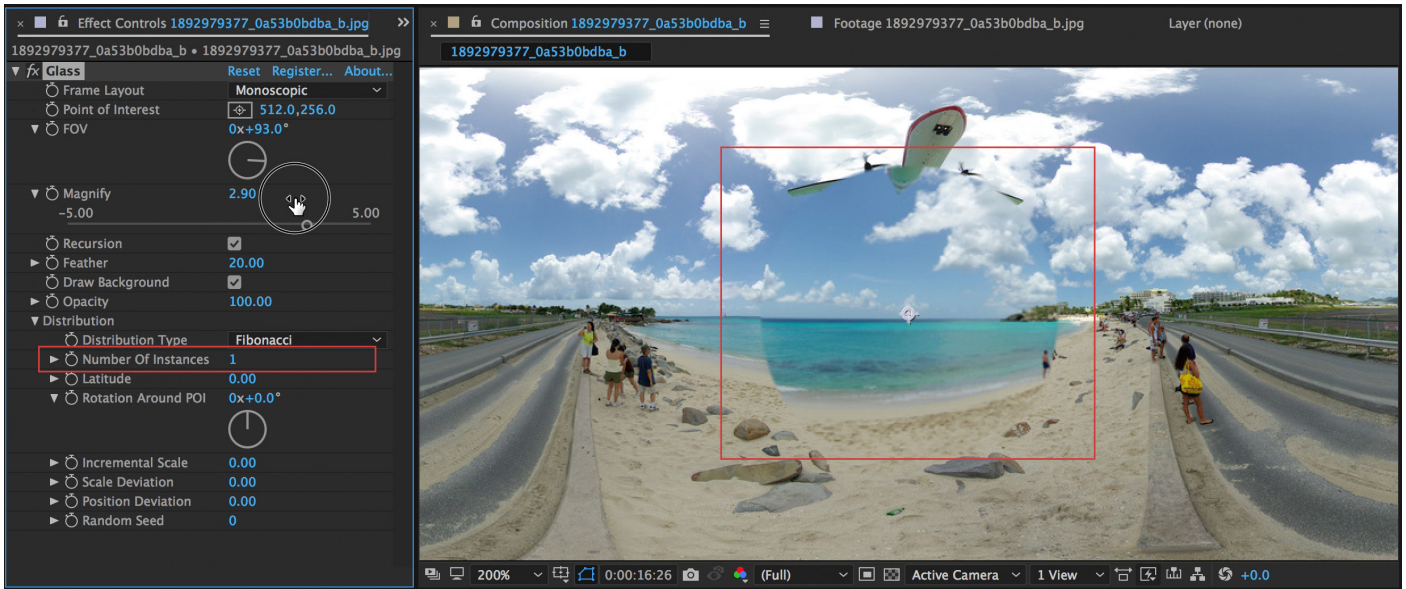 × Effect Controls 1892979377_0a53b0bdba_b.jpg »
1892979377_0a53b0bdba_b • 1892979377_0a53b0bdba_b.jpg
fx Glass Reset Register... About...
Frame Layout Monoscopic
Point of Interest 512.0,256.0
FOV 0x+93.0°
Magnify 2.90
-5.00 5.00
Recursion
Feather 20.00
Draw Background
Opacity 100.00
Distribution
Distribution Type Fibonacci
Number Of Instances 1
Latitude 0.00
Rotation Around POI 0x+0.0°
Incremental Scale 0.00
Scale Deviation 0.00
Position Deviation 0.00
Random Seed 0
× Composition 1892979377_0a53b0bdba_b Footage 1892979377_0a53b0bdba_b.jpg Layer (none)
1892979377_0a53b0bdba_b
200% 0:00:16:26 (Full) Active Camera 1 View +0.0